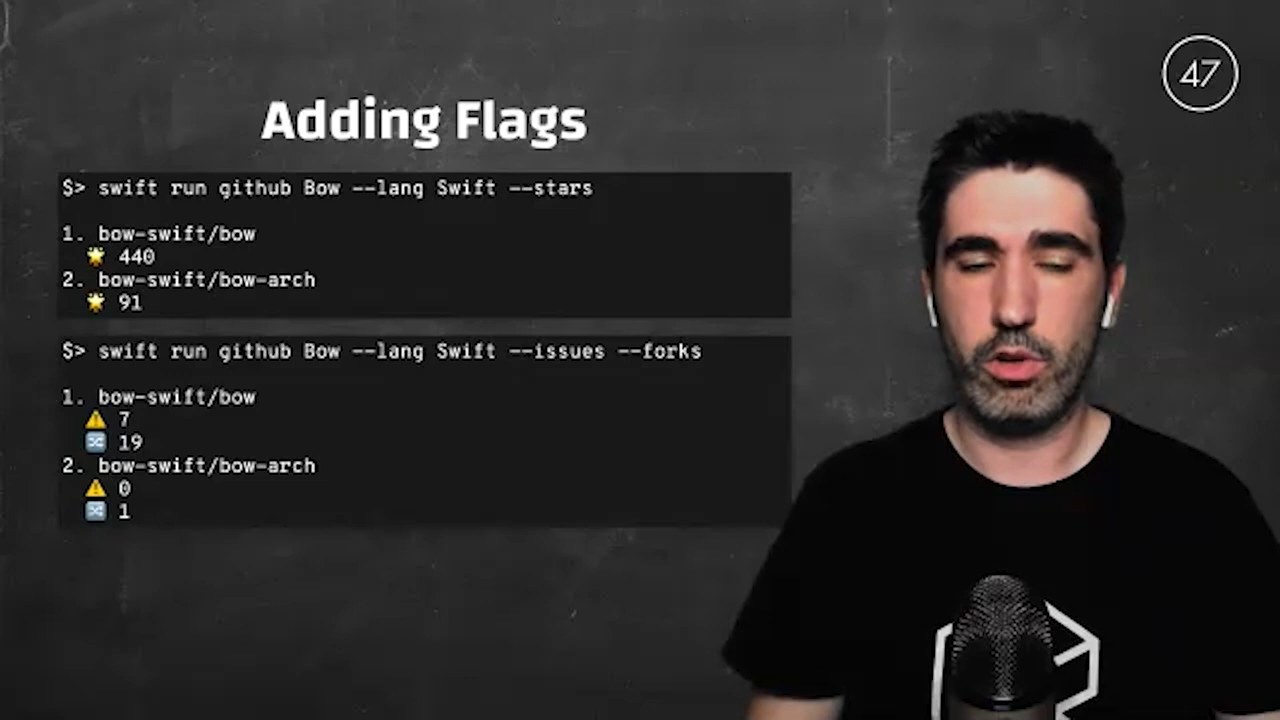 47
Adding Flags
$> swift run github Bow --lang Swift --stars
1. bow-swift/bow
🌟 440
2. bow-swift/bow-arch
🌟 91
$> swift run github Bow --lang Swift --issues --forks
1. bow-swift/bow
⚠️ 7
🔀 19
2. bow-swift/bow-arch
⚠️ 0
🔀 1